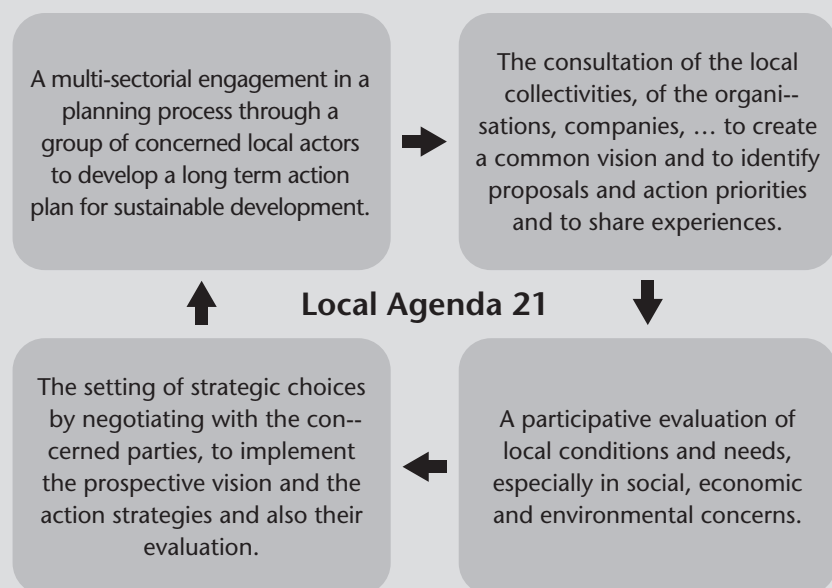 A multi-sectorial engagement in a
planning process through a
group of concerned local actors
to develop a long term action
plan for sustainable development.
The consultation of the local
collectivities, of the organi--
sations, companies, … to create
a common vision and to identify
proposals and action priorities
and to share experiences.
Local Agenda 21
The setting of strategic choices
by negotiating with the con--
cerned parties, to implement
the prospective vision and the
action strategies and also their
evaluation.
A participative evaluation of
local conditions and needs,
especially in social, economic
and environmental concerns.